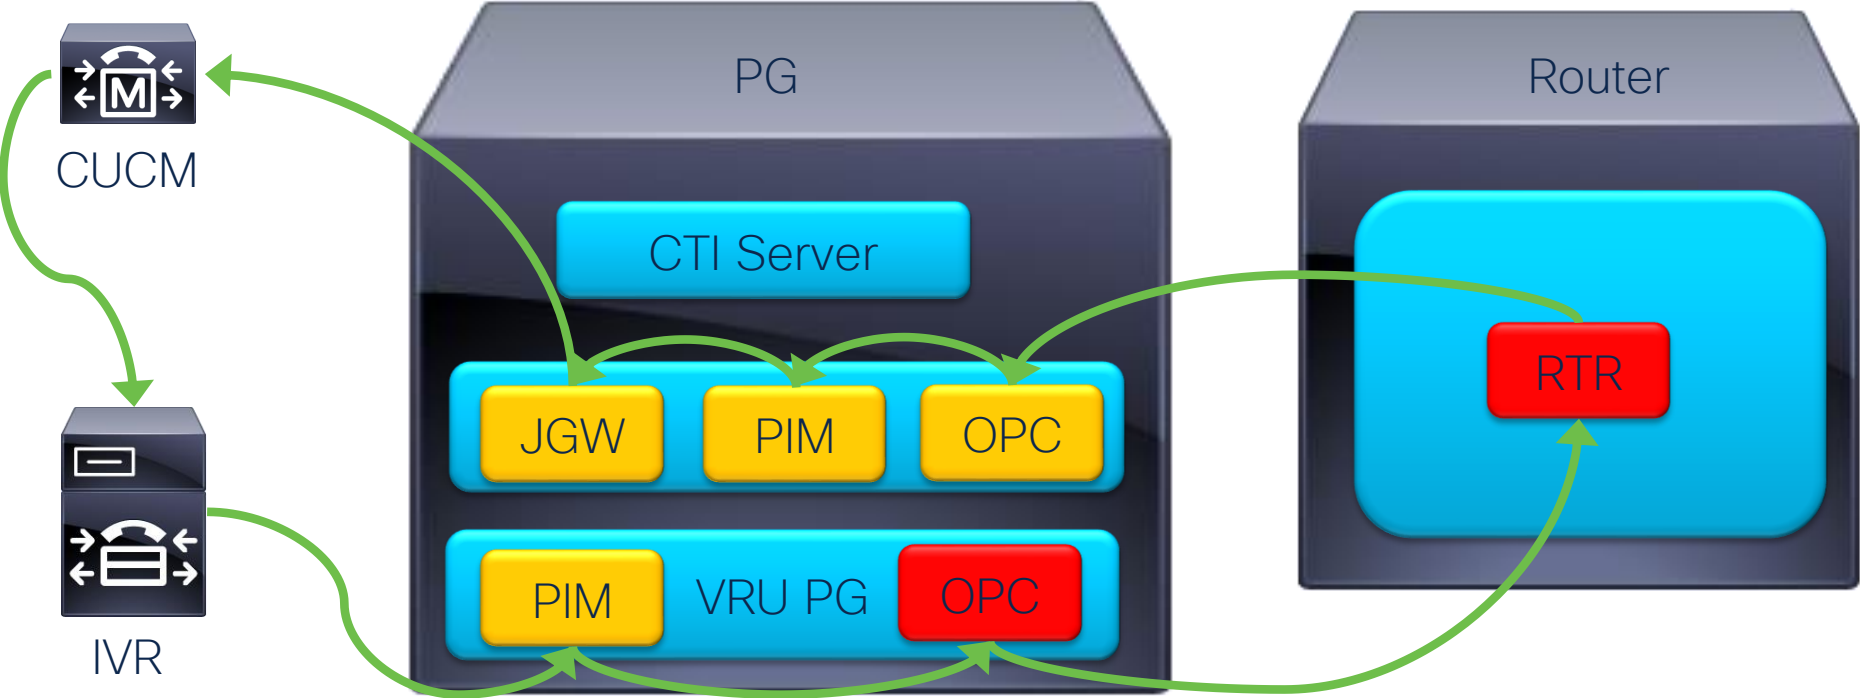 PG
Router
M
CUCM
CTI Server
RTR
JGW
PIM
OPC
PIM
VRU PG
OPC
IVR